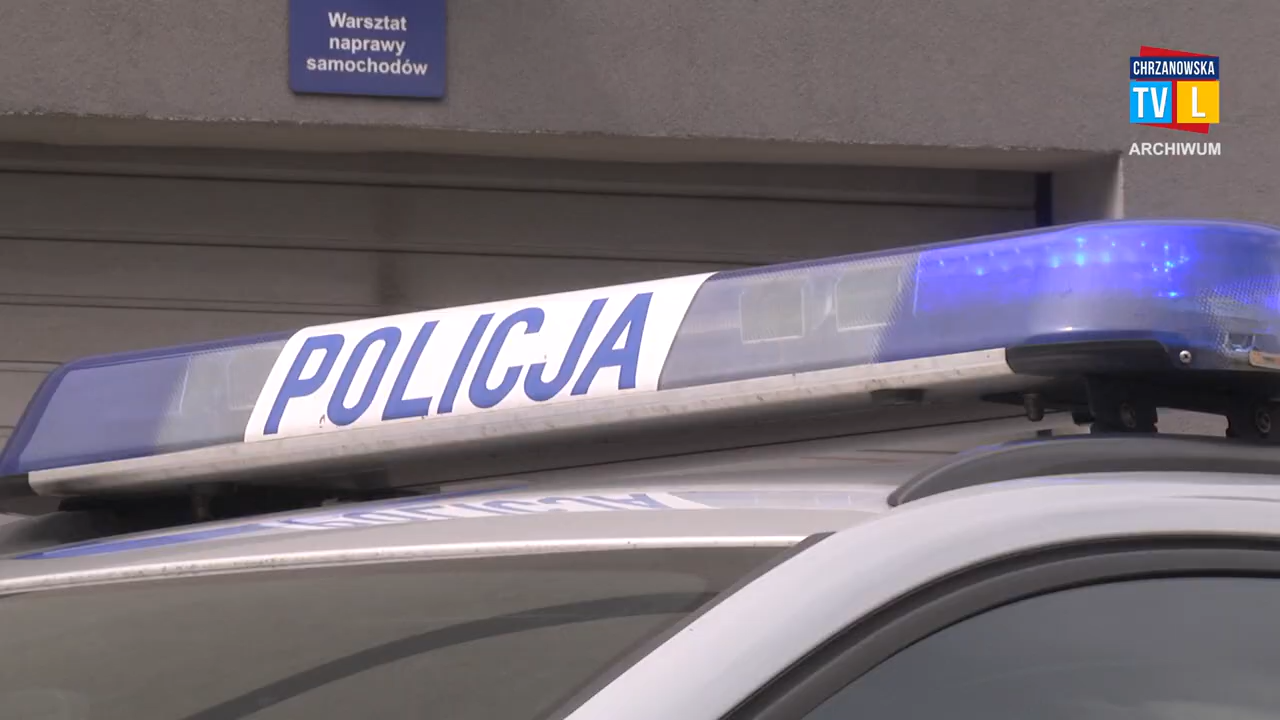 Warsztat
naprawy
samochodów
CHRZANOWSKA
TV L
ARCHIWUM
POLICJA